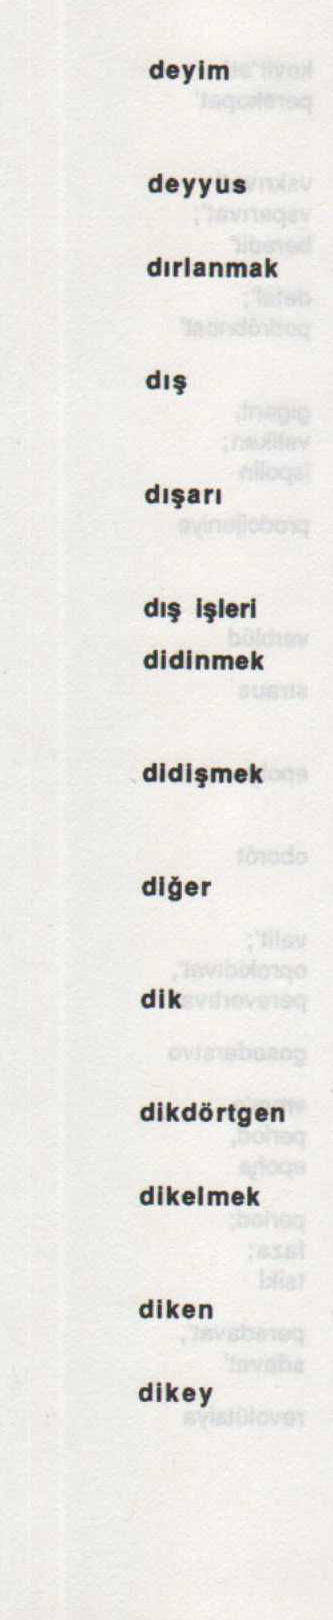 deyim
deyyus
dırlanmak
dış
dışarı
dış işleri
didinmek
didişmek
diğer
dik
dikdörtgen
dikelmek
diken
dikey